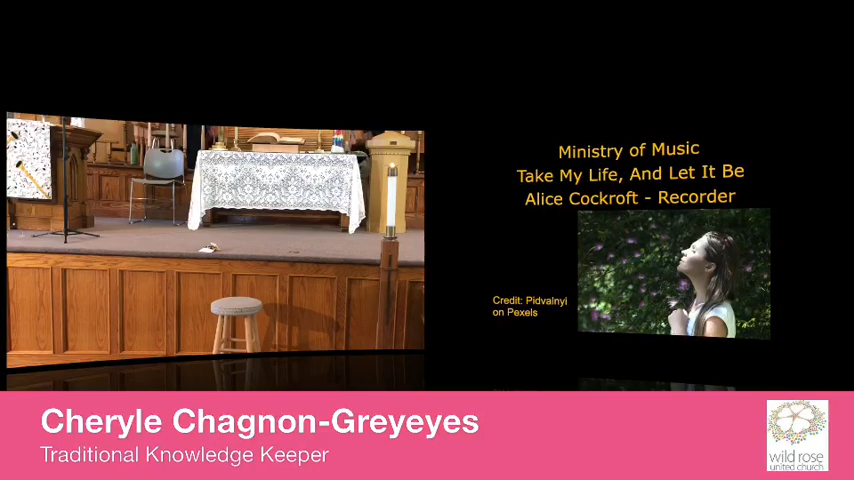 Ministry of Music
Take My Life, And Let It Be
Alice Cockroft - Recorder
Credit: Pidvalnyi
on Pexels
Cheryle Chagnon-Greyeyes
Traditional Knowledge Keeper
wild rose
united church